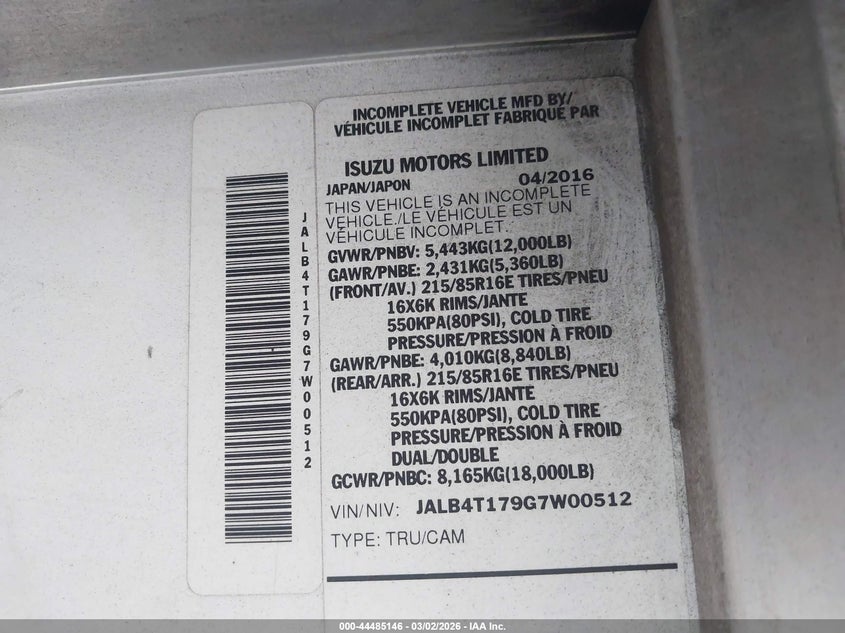 INCOMPLETE VEHICLE MFD BY/
VÉHICULE INCOMPLET FABRIQUÉ PAR
ISUZU MOTORS LIMITED
JAPAN/JAPON 04/2016
THIS VEHICLE IS AN INCOMPLETE
VEHICLE./LE VÉHICULE EST UN
VÉHICULE INCOMPLET.
GVWR/PNBV: 5,443KG(12,000LB)
GAWR/PNBE: 2,431KG(5,360LB)
(FRONT/AV.) 215/85R16E TIRES/PNEU
16X6K RIMS/JANTE
550KPA(80PSI), COLD TIRE
PRESSURE/PRESSION À FROID
GAWR/PNBE: 4,010KG(8,840LB)
(REAR/ARR.) 215/85R16E TIRES/PNEU
16X6K RIMS/JANTE
550KPA(80PSI), COLD TIRE
PRESSURE/PRESSION À FROID
DUAL/DOUBLE
GCWR/PNBC: 8,165KG(18,000LB)
VIN/NIV: JALB4T179G7W00512
TYPE: TRU/CAM
JALB4T179G7W00512
000-44485146 - 03/02/2026 - IAA Inc.